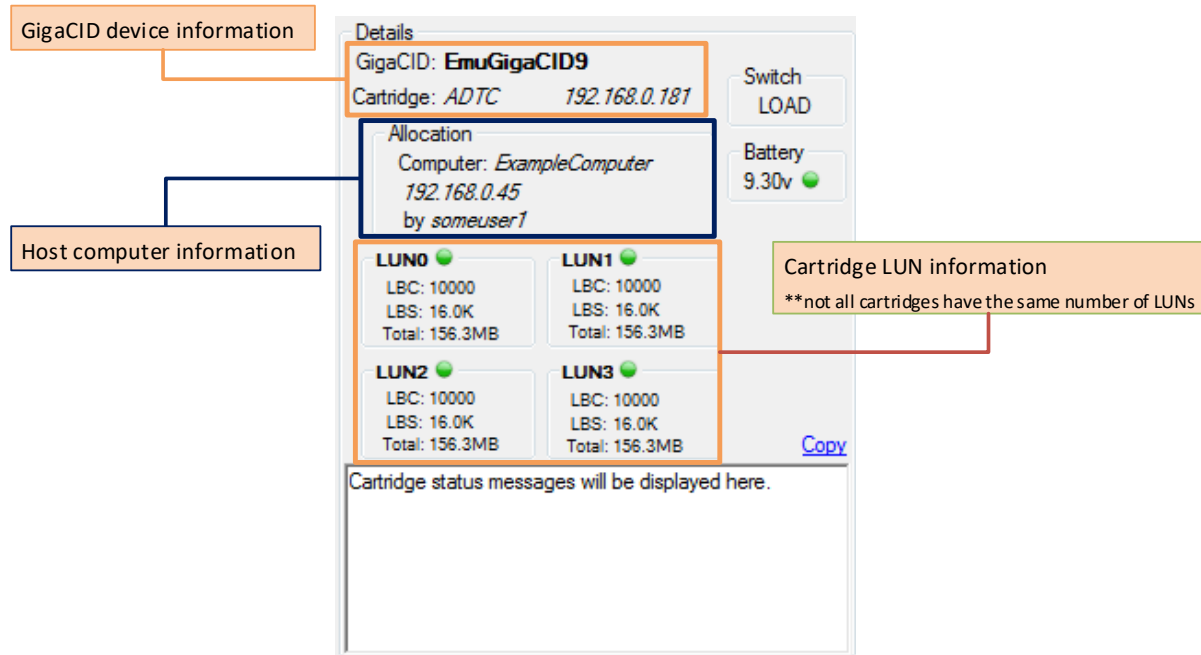 GigaCID device information
Details
GigaCID: EmuGigaCID9
Cartridge: ADTC 192.168.0.181
Switch
LOAD
Allocation
Computer: ExampleComputer
192.168.0.45
by someuser1
Battery
9.30v
Host computer information
LUN0
LBC: 10000
LBS: 16.0K
Total: 156.3MB
LUN1
LBC: 10000
LBS: 16.0K
Total: 156.3MB
Cartridge LUN information
**not all cartridges have the same number of LUNs
LUN2
LBC: 10000
LBS: 16.0K
Total: 156.3MB
LUN3
LBC: 10000
LBS: 16.0K
Total: 156.3MB
Copy
Cartridge status messages will be displayed here.